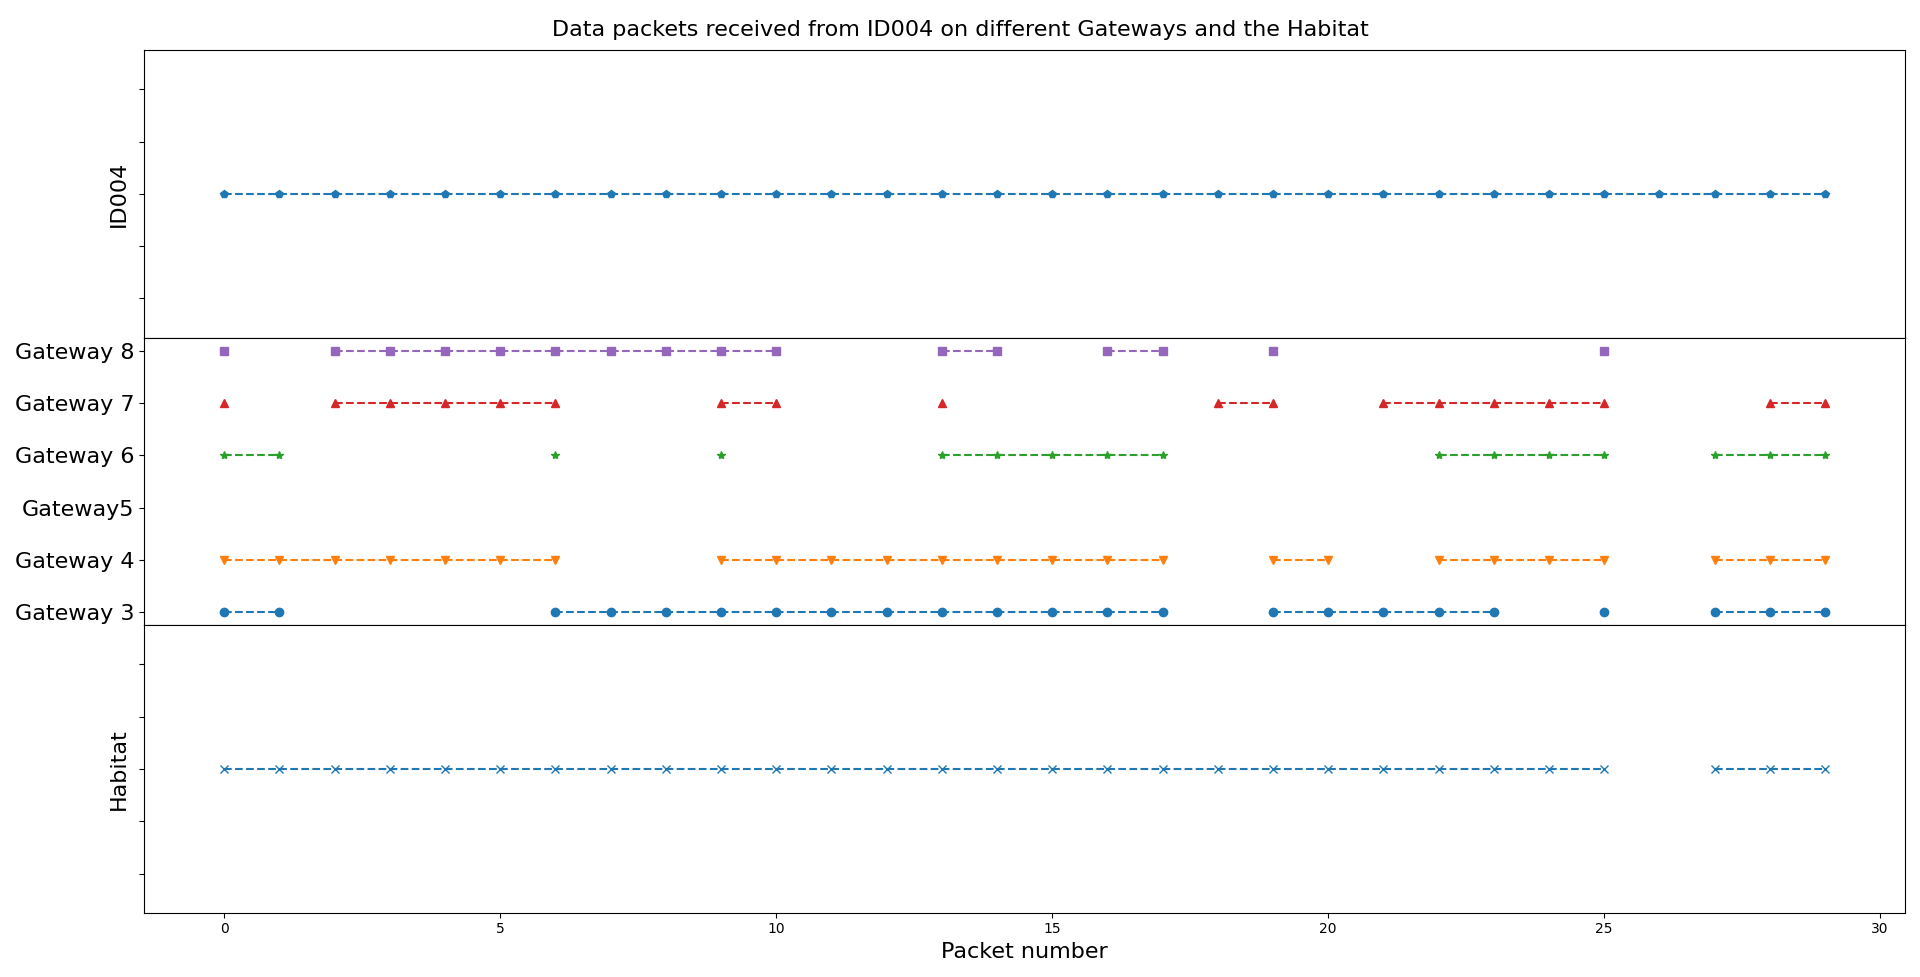 Data packets received from ID004 on different Gateways and the Habitat
ID004
Gateway 8
Gateway 7
Gateway 6
Gateway5
Gateway 4
Gateway 3
Habitat
0 5 10 15 20 25 30
Packet number